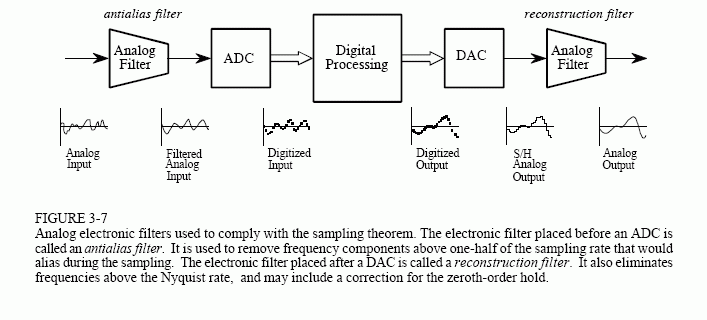 antialias filter
reconstruction filter
Analog
Filter
ADC
Digital
Processing
DAC
Analog
Filter
Analog
Input
Filtered
Analog
Input
Digitized
Input
Digitized
Output
S/H
Analog
Output
Analog
Output
FIGURE 3-7
Analog electronic filters used to comply with the sampling theorem. The electronic filter placed before an ADC is
called an antialias filter. It is used to remove frequency components above one-half of the sampling rate that would
alias during the sampling. The electronic filter placed after a DAC is called a reconstruction filter. It also eliminates
frequencies above the Nyquist rate, and may include a correction for the zeroth-order hold.